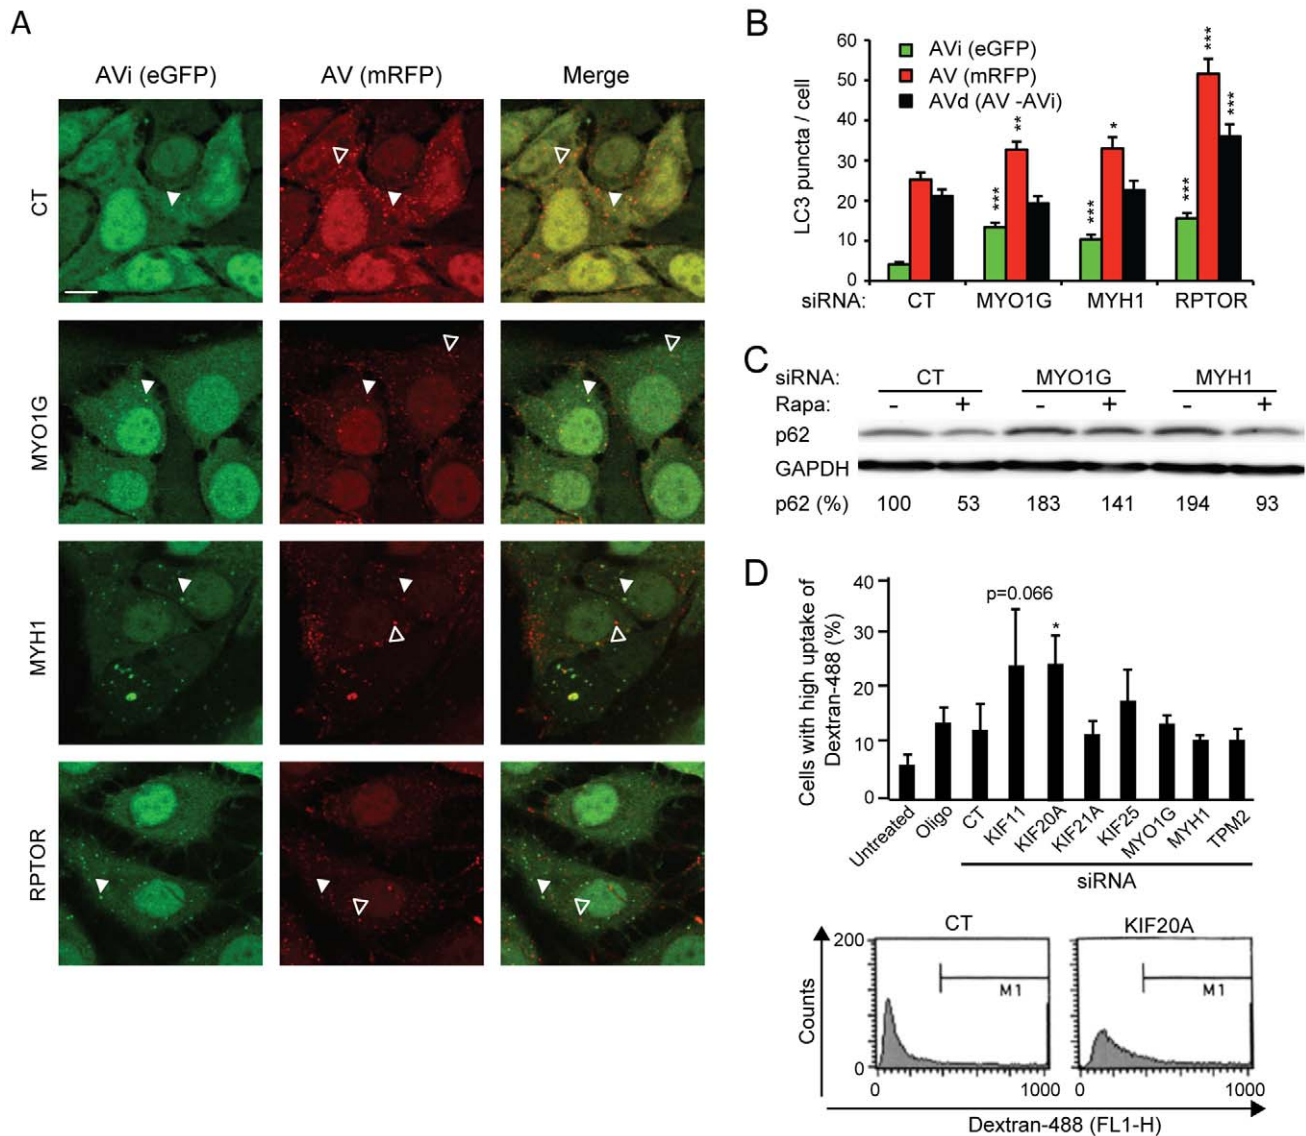 A
AVi (eGFP) AV (mRFP) Merge
CT
MYO1G
MYH1
RPTOR
B
AVi (eGFP)
AV (mRFP)
AVd (AV -AVi)
LC3 puncta / cell
60
50
40
30
20
10
0
*** ** *** * *** *** ***
siRNA: CT MYO1G MYH1 RPTOR
C
siRNA: CT MYO1G MYH1
Rapa: - + - + - +
p62
GAPDH
p62 (%) 100 53 183 141 194 93
D
Cells with high uptake of
Dextran-488 (%)
40
30
20
10
0
p=0.066
*
Untreated Oligo CT KIF11 KIF20A KIF21A KIF25 MYO1G MYH1 TPM2
siRNA
CT KIF20A
200
Counts
M1 M1
0
0 1000 0 1000
Dextran-488 (FL1-H)